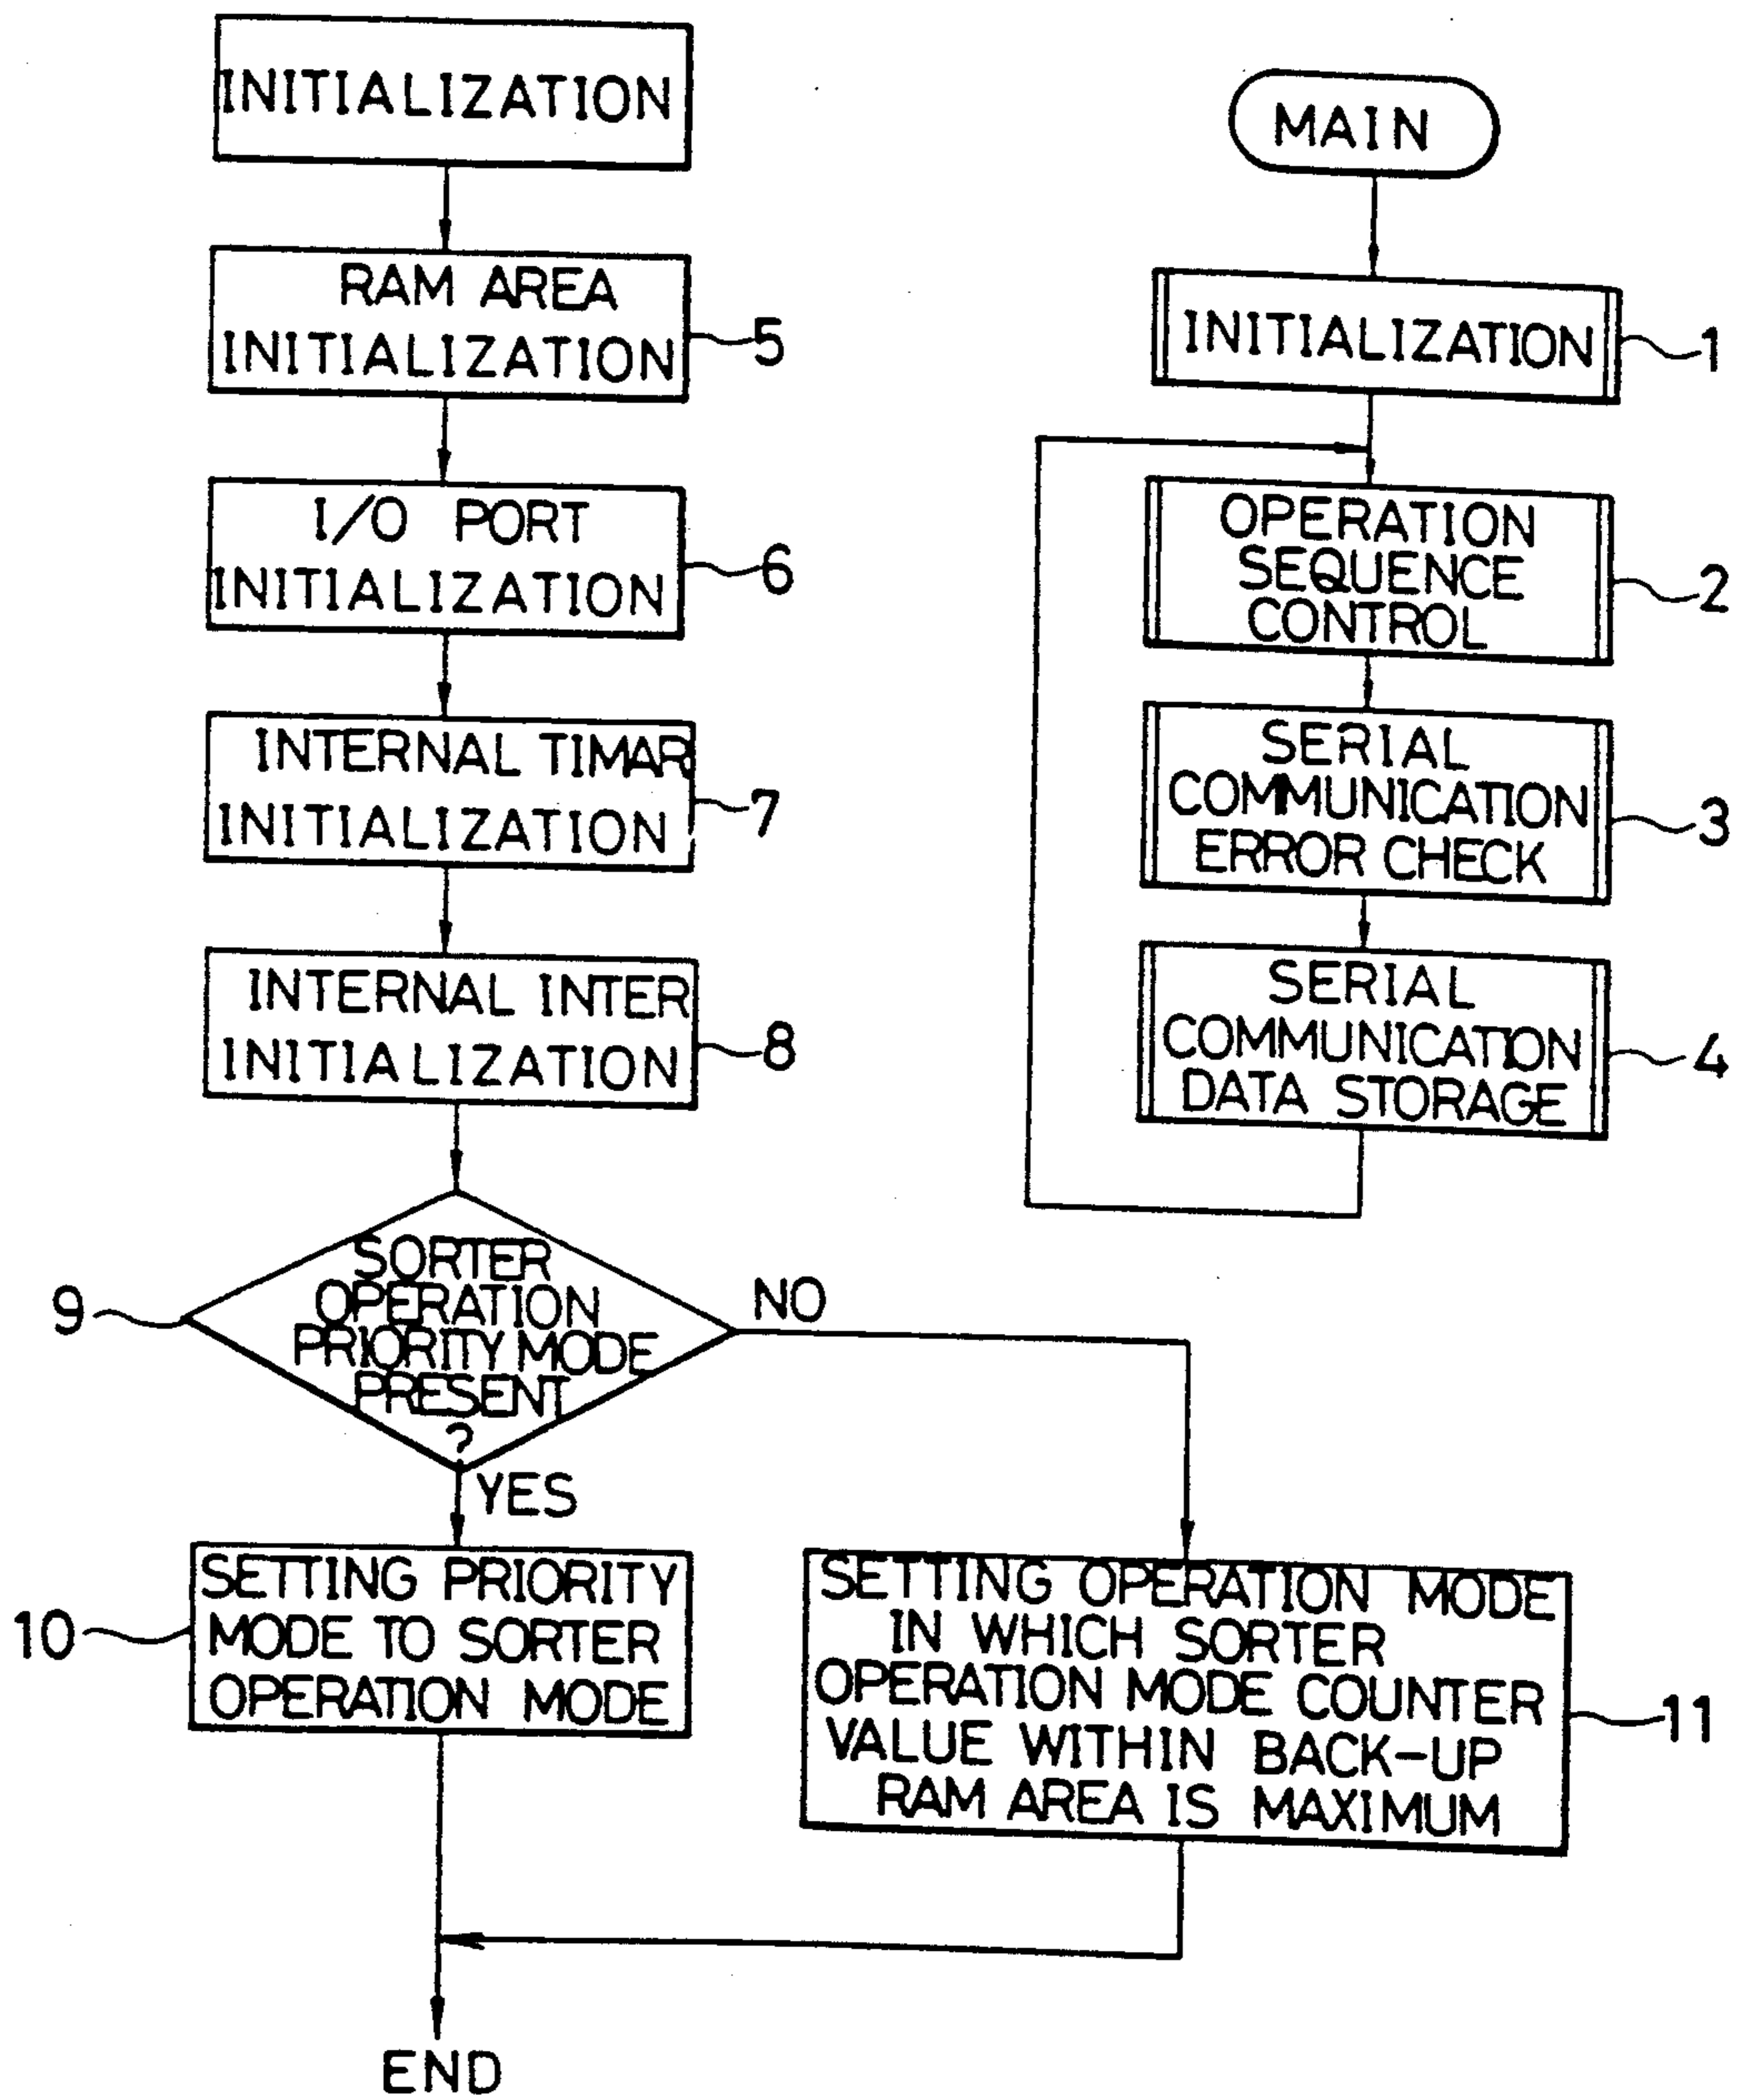 INITIALIZATION
RAM AREA
INITIALIZATION
5
I/O PORT
INITIALIZATION
6
INTERNAL TIMAR
INITIALIZATION
7
INTERNAL INTER
INITIALIZATION
8
SORTER
OPERATION
PRIORITY MODE
PRESENT
?
9
NO
YES
SETTING PRIORITY
MODE TO SORTER
OPERATION MODE
10
SETTING OPERATION MODE
IN WHICH SORTER
OPERATION MODE COUNTER
VALUE WITHIN BACK-UP
RAM AREA IS MAXIMUM
11
END
MAIN
INITIALIZATION
1
OPERATION
SEQUENCE
CONTROL
2
SERIAL
COMMUNICATION
ERROR CHECK
3
SERIAL
COMMUNICATION
DATA STORAGE
4